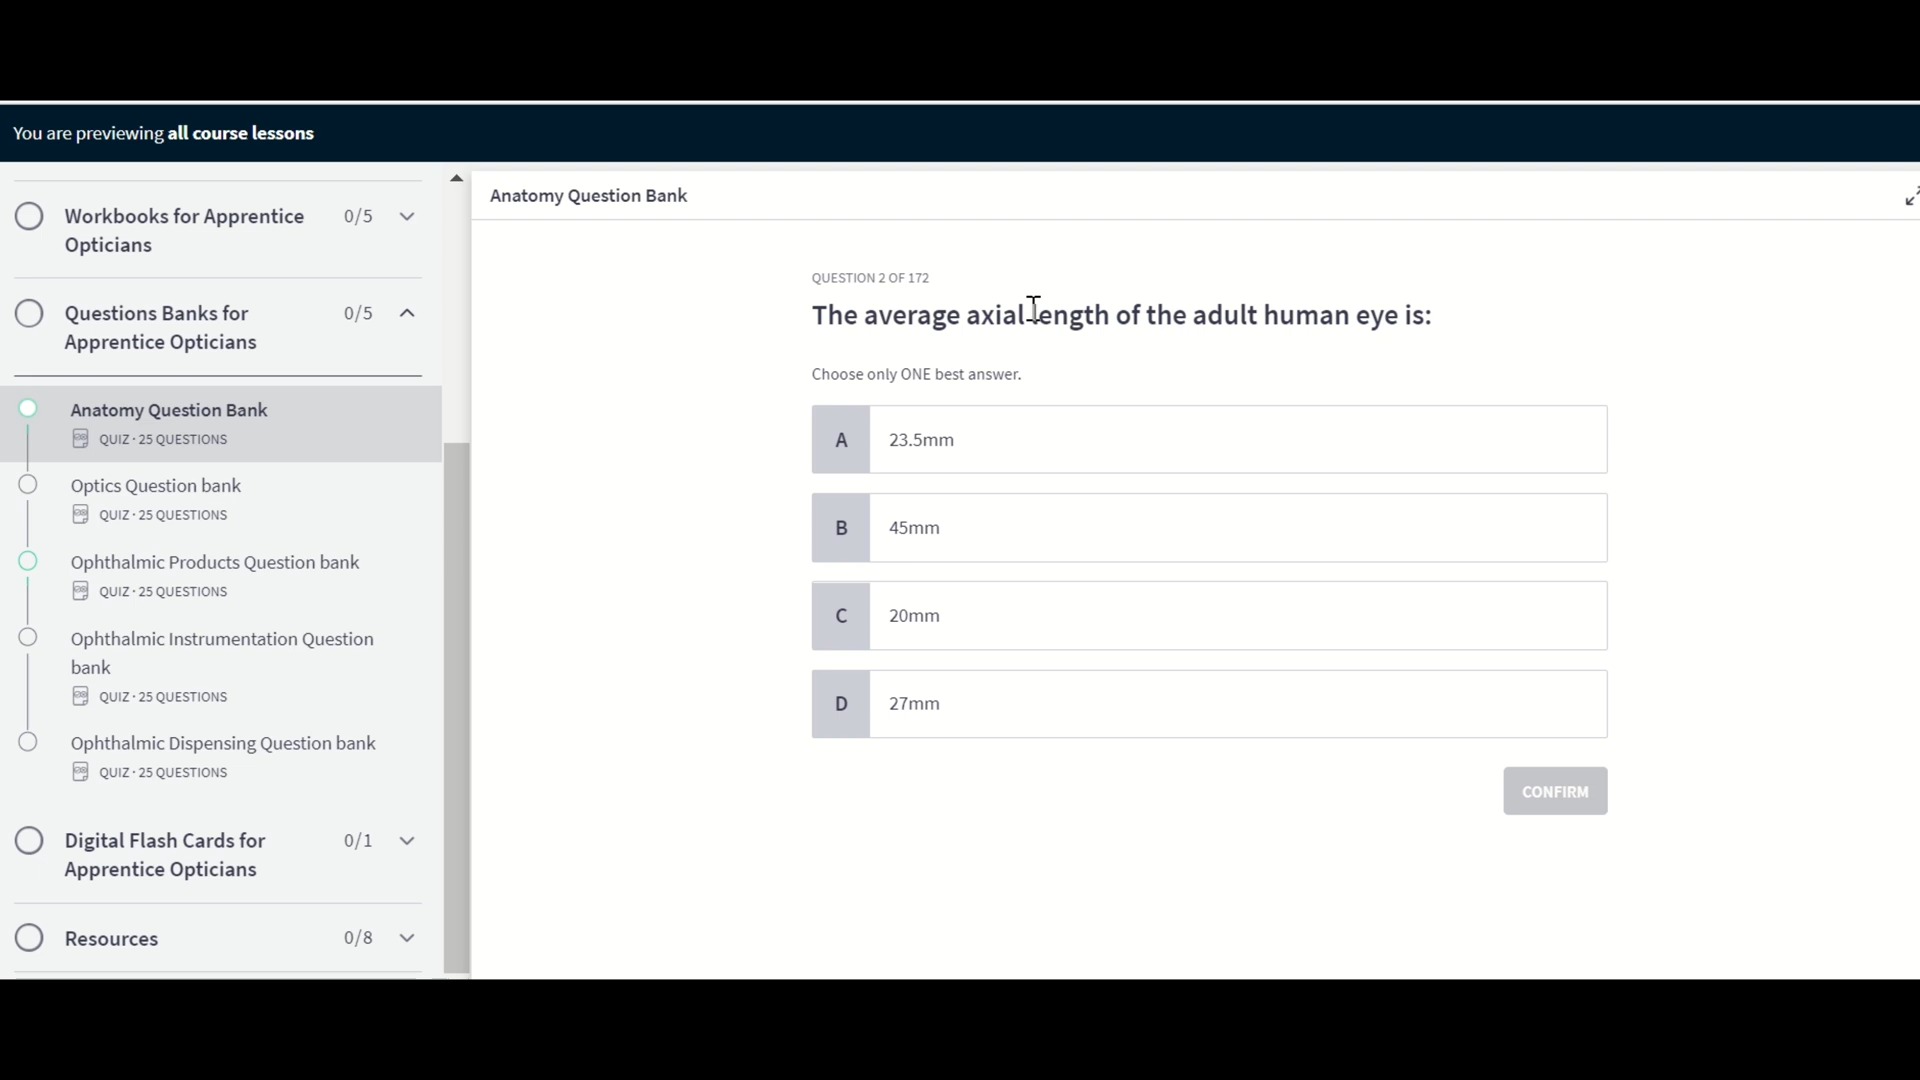 You are previewing all course lessons
Workbooks for Apprentice
Opticians
0/5
Questions Banks for
Apprentice Opticians
0/5
Anatomy Question Bank
QUIZ · 25 QUESTIONS
Optics Question bank
QUIZ · 25 QUESTIONS
Ophthalmic Products Question bank
QUIZ · 25 QUESTIONS
Ophthalmic Instrumentation Question
bank
QUIZ · 25 QUESTIONS
Ophthalmic Dispensing Question bank
QUIZ · 25 QUESTIONS
Digital Flash Cards for
Apprentice Opticians
0/1
Resources
0/8
Anatomy Question Bank
QUESTION 2 OF 172
The average axial length of the adult human eye is:
Choose only ONE best answer.
A 23.5mm
B 45mm
C 20mm
D 27mm
CONFIRM